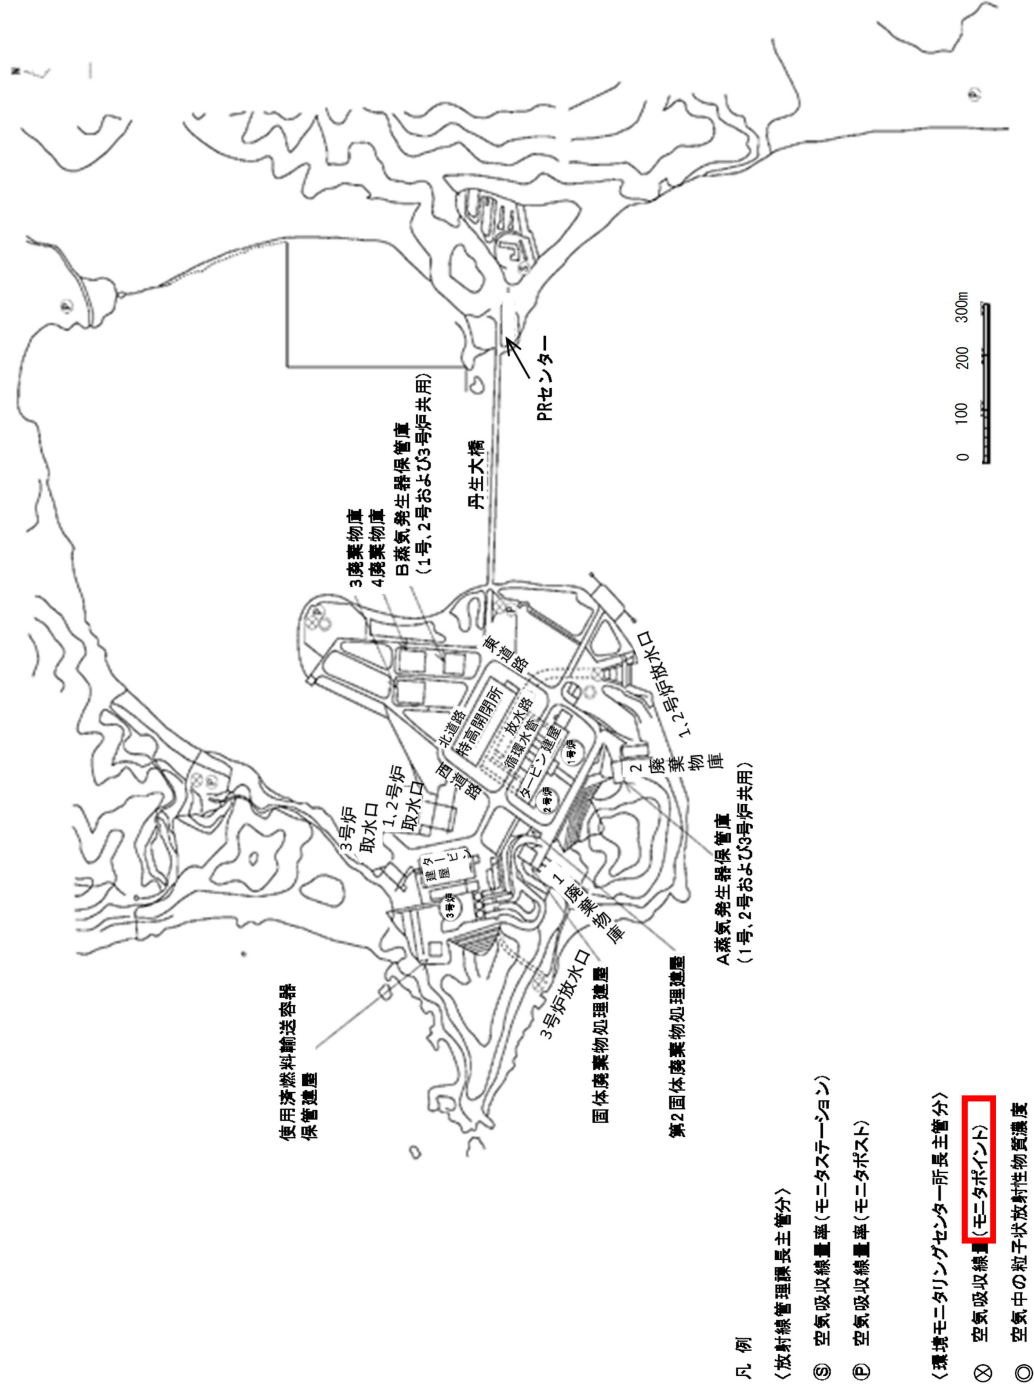 N
3廃棄物庫
4廃棄物庫
B蒸気発生器保管庫
(1号、2号および3号炉共用)
丹生大橋
PRセンター
0 100 200 300m
東道路
北道路
特高開閉所
放水路
循環水管
タービン建屋
西道路
1号炉
2号炉
1、2号炉放水口
2廃棄物庫
1、2号炉
取水口
3号炉
取水口
タービン
建屋
3号炉
1廃棄物庫
3号炉放水口
A蒸気発生器保管庫
(1号、2号および3号炉共用)
使用済燃料輸送容器
保管建屋
固体廃棄物処理建屋
第2固体廃棄物処理建屋
P
P
S
P
P
凡例
〈放射線管理課長主管分〉
Ⓢ 空気吸収線量率(モニタステーション)
Ⓟ 空気吸収線量率(モニタポスト)
〈環境モニタリングセンター所長主管分〉
⊗ 空気吸収線量(モニタポイント)
◎ 空気中の粒子状放射性物質濃度